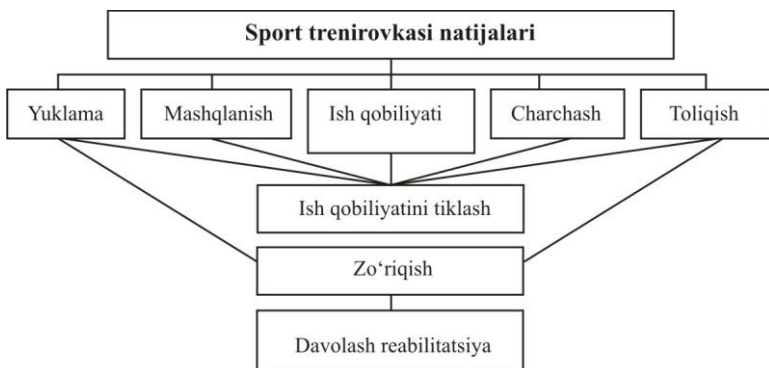 Sport trenirovkasi natijalari
Yuklama
Mashqlanish
Ish qobiliyati
Charchash
Toliqish
Ish qobiliyatini tiklash
Zo‘riqish
Davolash reabilitatsiya